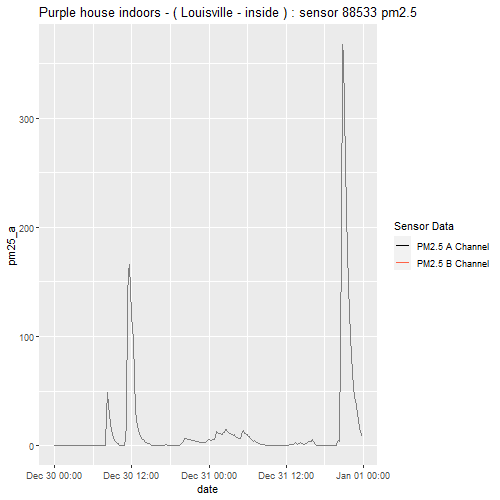 Purple house indoors - ( Louisville - inside ) : sensor 88533 pm2.5
300
200
100
0
pm25_a
Dec 30 00:00 Dec 30 12:00 Dec 31 00:00 Dec 31 12:00 Jan 01 00:00
date
Sensor Data
PM2.5 A Channel
PM2.5 B Channel